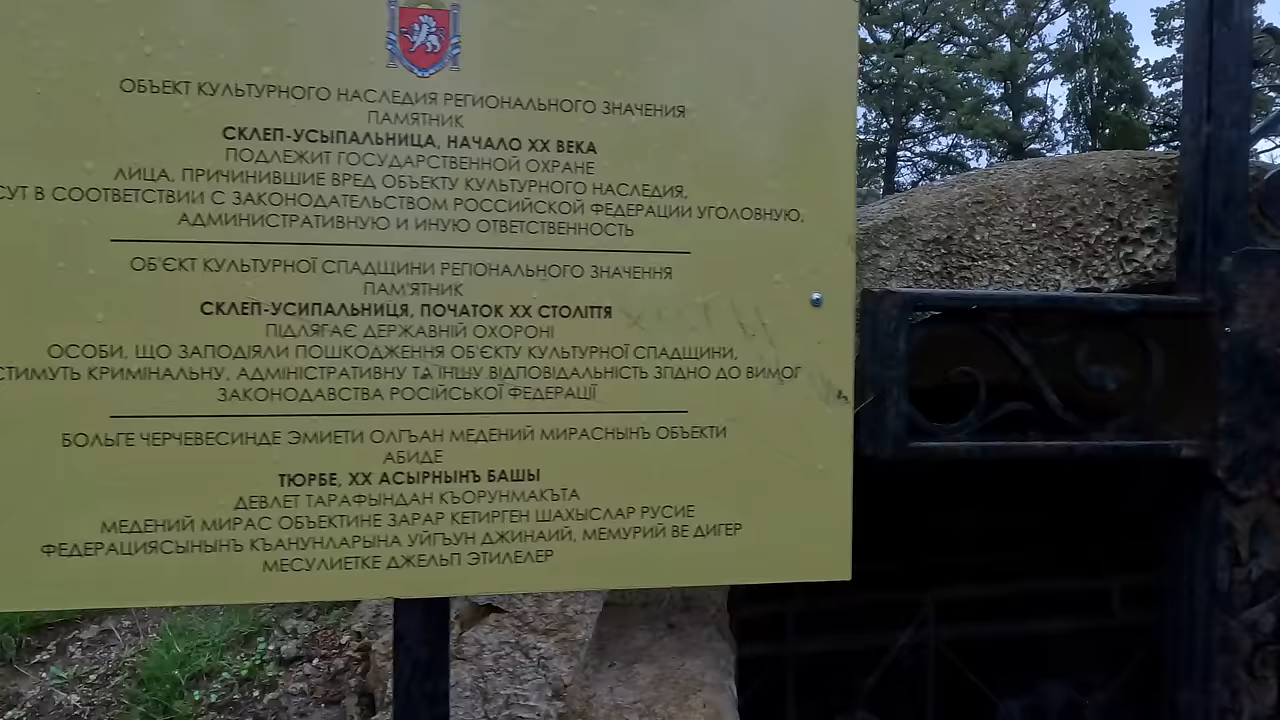 ОБЪЕКТ КУЛЬТУРНОГО НАСЛЕДИЯ РЕГИОНАЛЬНОГО ЗНАЧЕНИЯ
ПАМЯТНИК
СКЛЕП-УСЫПАЛЬНИЦА, НАЧАЛО XX ВЕКА
ПОДЛЕЖИТ ГОСУДАРСТВЕННОЙ ОХРАНЕ
ЛИЦА, ПРИЧИНИВШИЕ ВРЕД ОБЪЕКТУ КУЛЬТУРНОГО НАСЛЕДИЯ,
В СООТВЕТСТВИИ С ЗАКОНОДАТЕЛЬСТВОМ РОССИЙСКОЙ ФЕДЕРАЦИИ УГОЛОВНУЮ,
АДМИНИСТРАТИВНУЮ И ИНУЮ ОТВЕТСТВЕННОСТЬ
ОБ'ЄКТ КУЛЬТУРНОЇ СПАДЩИНИ РЕГІОНАЛЬНОГО ЗНАЧЕННЯ
ПАМ'ЯТНИК
СКЛЕП-УСИПАЛЬНИЦЯ, ПОЧАТОК XX СТОЛІТТЯ
ПІДЛЯГАЄ ДЕРЖАВНІЙ ОХОРОНІ
ОСОБИ, ЩО ЗАПОДІЯЛИ ПОШКОДЖЕННЯ ОБ'ЄКТУ КУЛЬТУРНОЇ СПАДЩИНИ,
КРИМІНАЛЬНУ, АДМІНІСТРАТИВНУ ТА ІНШУ ВІДПОВІДАЛЬНІСТЬ ЗГІДНО ДО ВИМОГ
ЗАКОНОДАВСТВА РОСІЙСЬКОЇ ФЕДЕРАЦІЇ
БОЛЬГЕ ЧЕРЧЕВЕСИНДЕ ЭМИЕТИ ОЛГЪАН МЕДЕНИЙ МИРАСНЫНЪ ОБЪЕКТИ
АБИДЕ
ТЮРБЕ, XX АСЫРНЫНЪ БАШЫ
ДЕВЛЕТ ТАРАФЫНДАН КЪОРУНМАКЪТА
МЕДЕНИЙ МИРАС ОБЪЕКТИНЕ ЗАРАР КЕТИРГЕН ШАХЫСЛАР РУСИЕ
ФЕДЕРАЦИЯСЫНЫНЪ КЪАНУНЛАРЫНА УЙГЪУН ДЖИНАИЙ, МЕМУРИЙ ВЕ ДИГЕР
МЕСУЛИЕТКЕ ДЖЕЛЬП ЭТИЛЕЛЕР